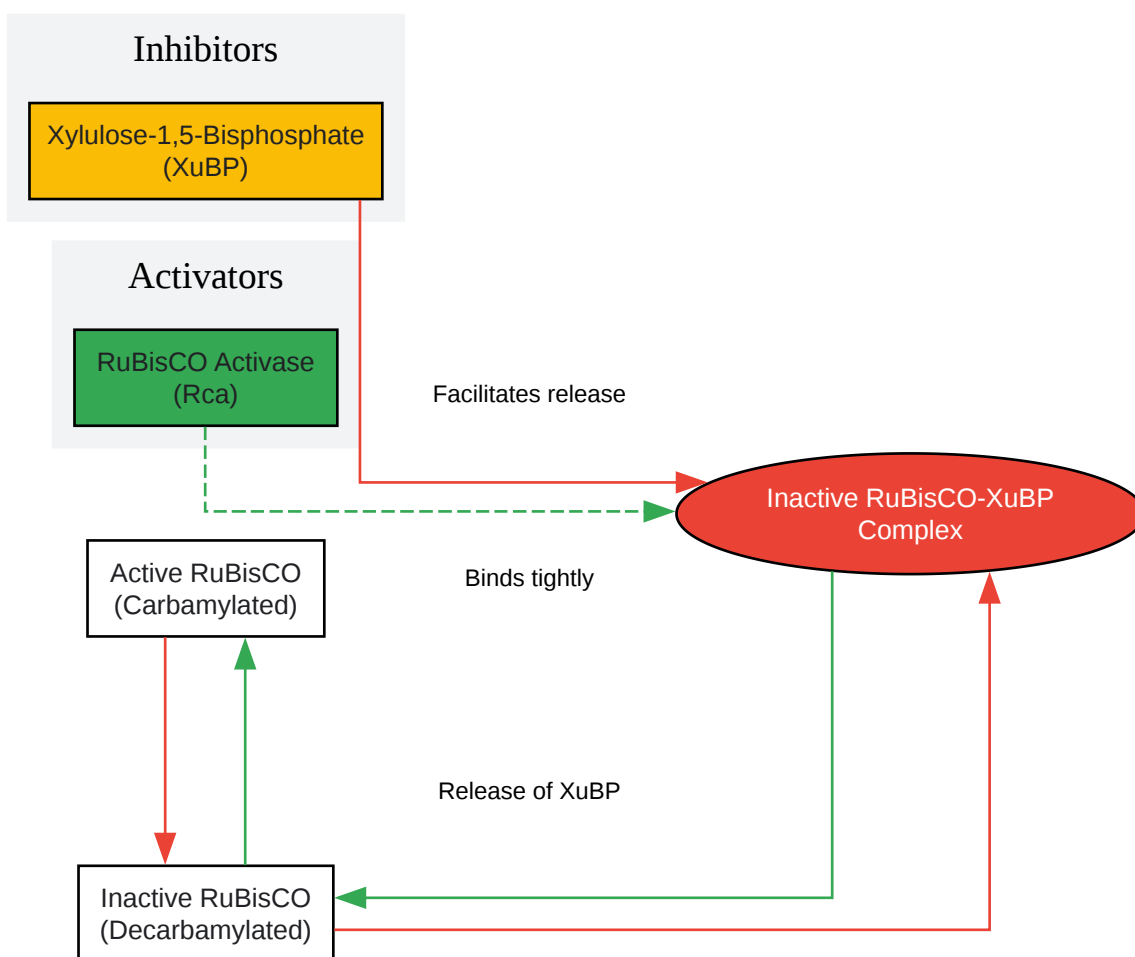 Inhibitors
Xylulose-1,5-Bisphosphate
(XuBP)
Activators
RuBisCO Activase
(Rca)
Facilitates release
Inactive RuBisCO-XuBP
Complex
Active RuBisCO
(Carbamylated)
Binds tightly
Release of XuBP
Inactive RuBisCO
(Decarbamylated)